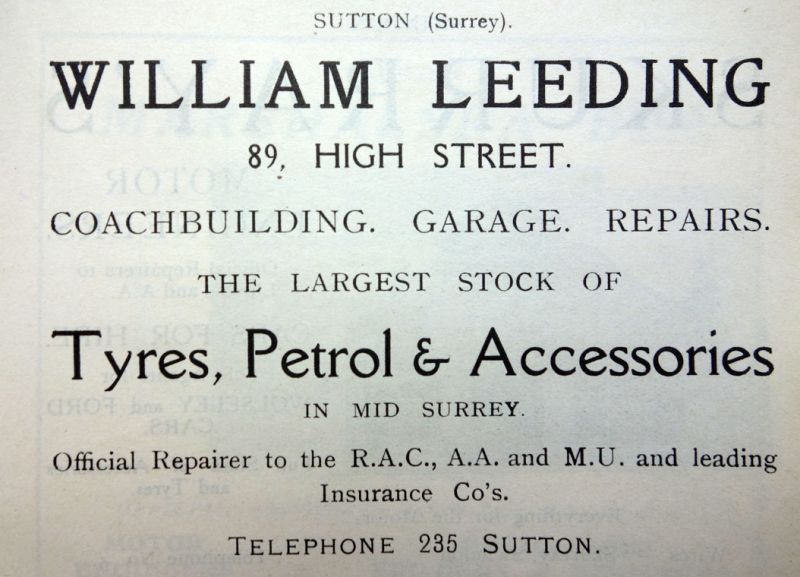 SUTTON (Surrey).
WILLIAM LEEDING
89, HIGH STREET.
COACHBUILDING. GARAGE. REPAIRS.
THE LARGEST STOCK OF
Tyres, Petrol & Accessories
IN MID SURREY.
Official Repairer to the R.A.C., A.A. and M.U. and leading
Insurance Co's.
TELEPHONE 235 SUTTON.